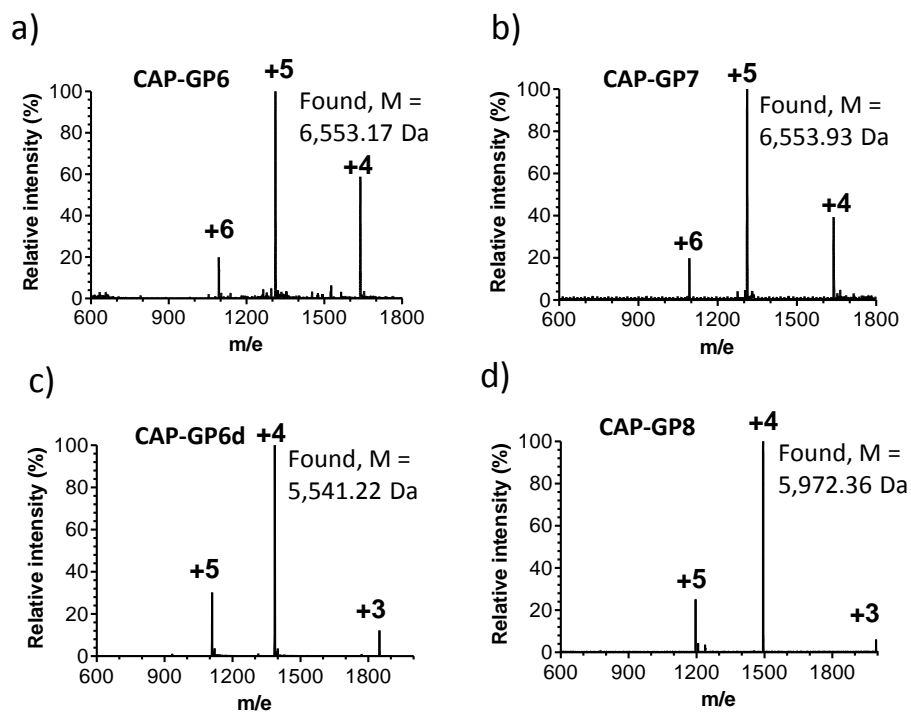 a)
CAP-GP6
+5
Found, M =
6,553.17 Da
+4
+6
Relative intensity (%)
100
80
60
40
20
0
600
900
1200
1500
1800
m/e
b)
CAP-GP7
+5
Found, M =
6,553.93 Da
+4
+6
Relative intensity (%)
100
80
60
40
20
0
600
900
1200
1500
1800
m/e
c)
CAP-GP6d
+4
Found, M =
5,541.22 Da
+5
+3
Relative intensity (%)
100
80
60
40
20
0
600
900
1200
1500
1800
m/e
d)
CAP-GP8
+4
Found, M =
5,972.36 Da
+5
+3
Relative intensity (%)
100
80
60
40
20
0
600
900
1200
1500
1800
m/e